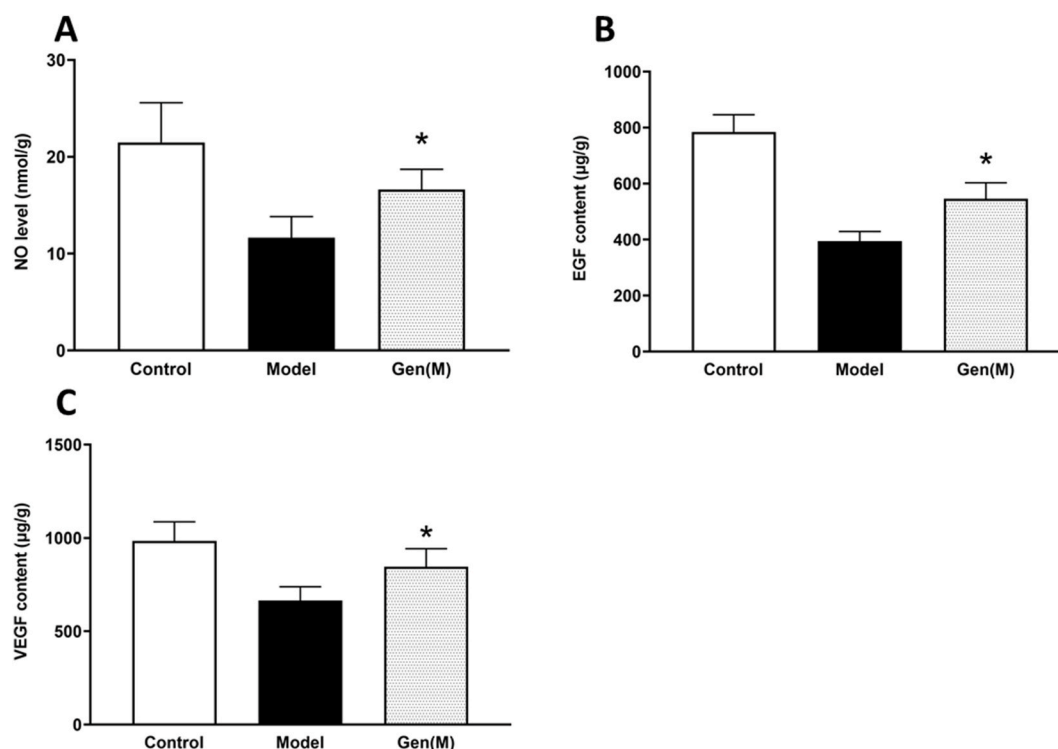 A
NO level (nmol/g)
30
20
10
0
*
Control Model Gen(M)
B
EGF content (µg/g)
1000
800
600
400
200
0
*
Control Model Gen(M)
C
VEGF content (µg/g)
1500
1000
500
0
*
Control Model Gen(M)